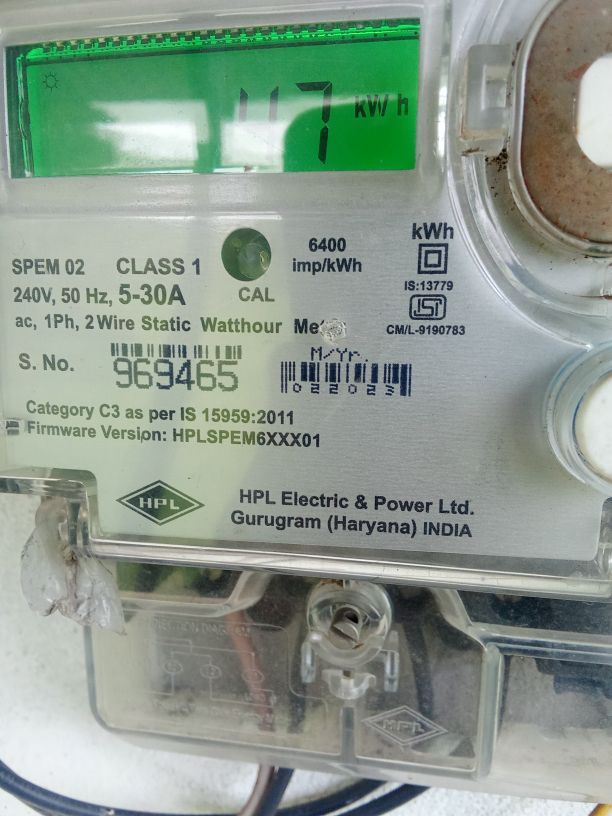 47 kWh
SPEM 02 CLASS 1
6400
imp/kWh
kWh
IS:13779
240V, 50 Hz, 5-30A
CAL
ac, 1Ph, 2 Wire Static Watthour
CM/L-9190783
S. No. 969465
M/Yr.
022023
Category C3 as per IS 15959:2011
Firmware Version: HPLSPEM6XXX01
HPL
HPL Electric & Power Ltd.
Gurugram (Haryana) INDIA
HPL